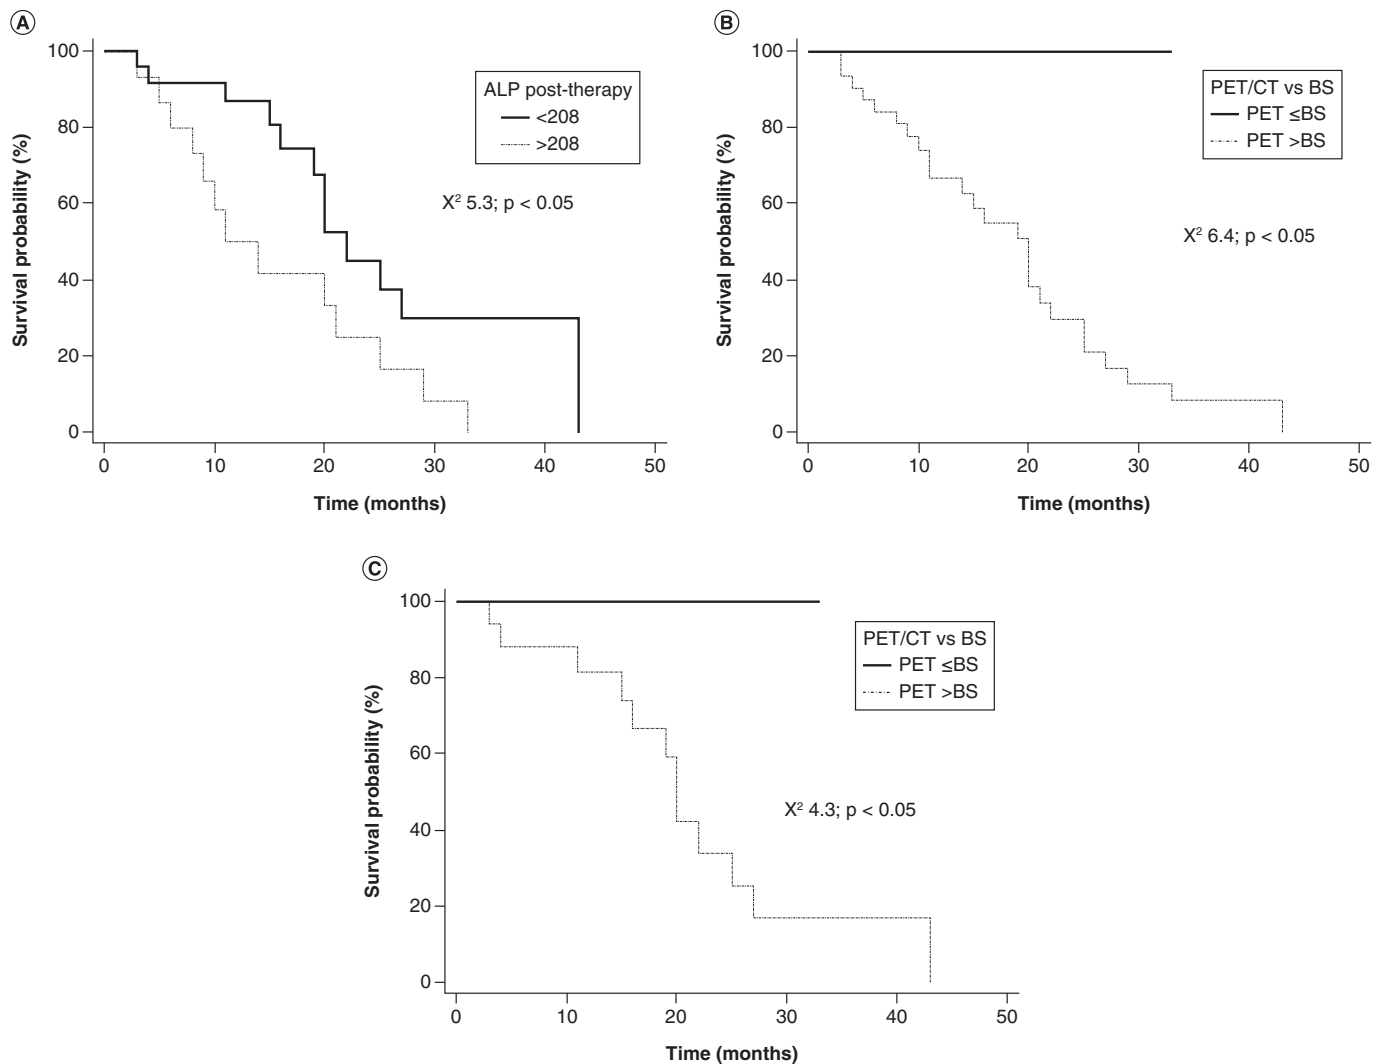 A
Survival probability (%)
100
80
60
40
20
0
ALP post-therapy
<208
>208
X² 5.3; p < 0.05
0 10 20 30 40 50
Time (months)
B
Survival probability (%)
100
80
60
40
20
0
PET/CT vs BS
PET ≤BS
PET >BS
X² 6.4; p < 0.05
0 10 20 30 40 50
Time (months)
C
Survival probability (%)
100
80
60
40
20
0
PET/CT vs BS
PET ≤BS
PET >BS
X² 4.3; p < 0.05
0 10 20 30 40 50
Time (months)